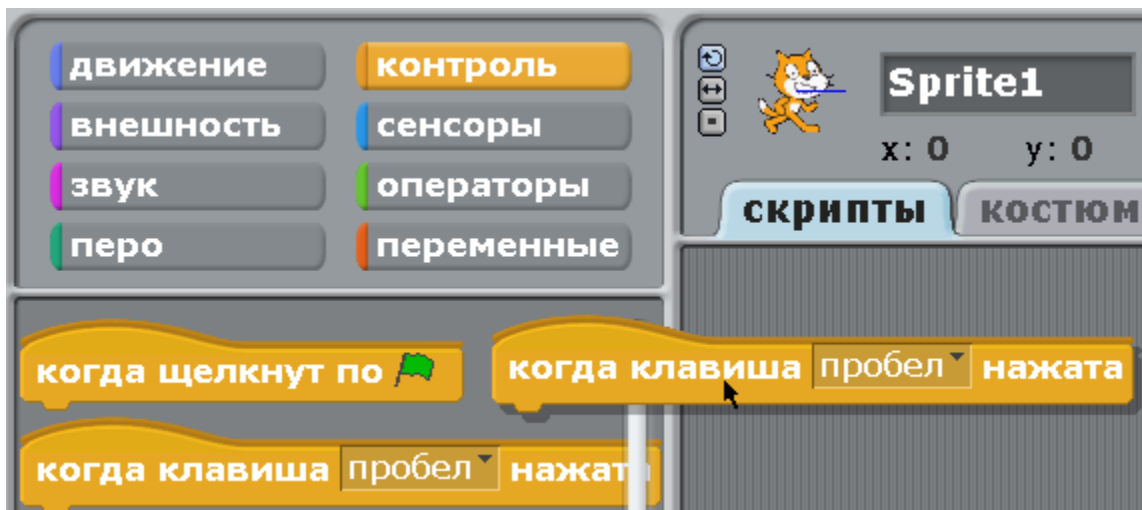 движение
контроль
внешность
сенсоры
звук
операторы
перо
переменные
Sprite1
x: 0 y: 0
скрипты
костюм
когда щелкнут по
когда клавиша пробел нажата
когда клавиша пробел нажата